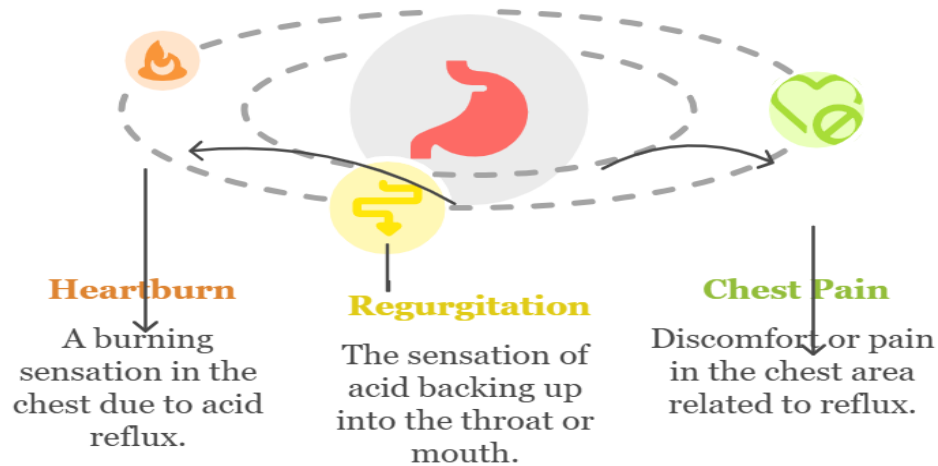 Heartburn
A burning
sensation in the
chest due to acid
reflux.
Regurgitation
The sensation of
acid backing up
into the throat or
mouth.
Chest Pain
Discomfort or pain
in the chest area
related to reflux.